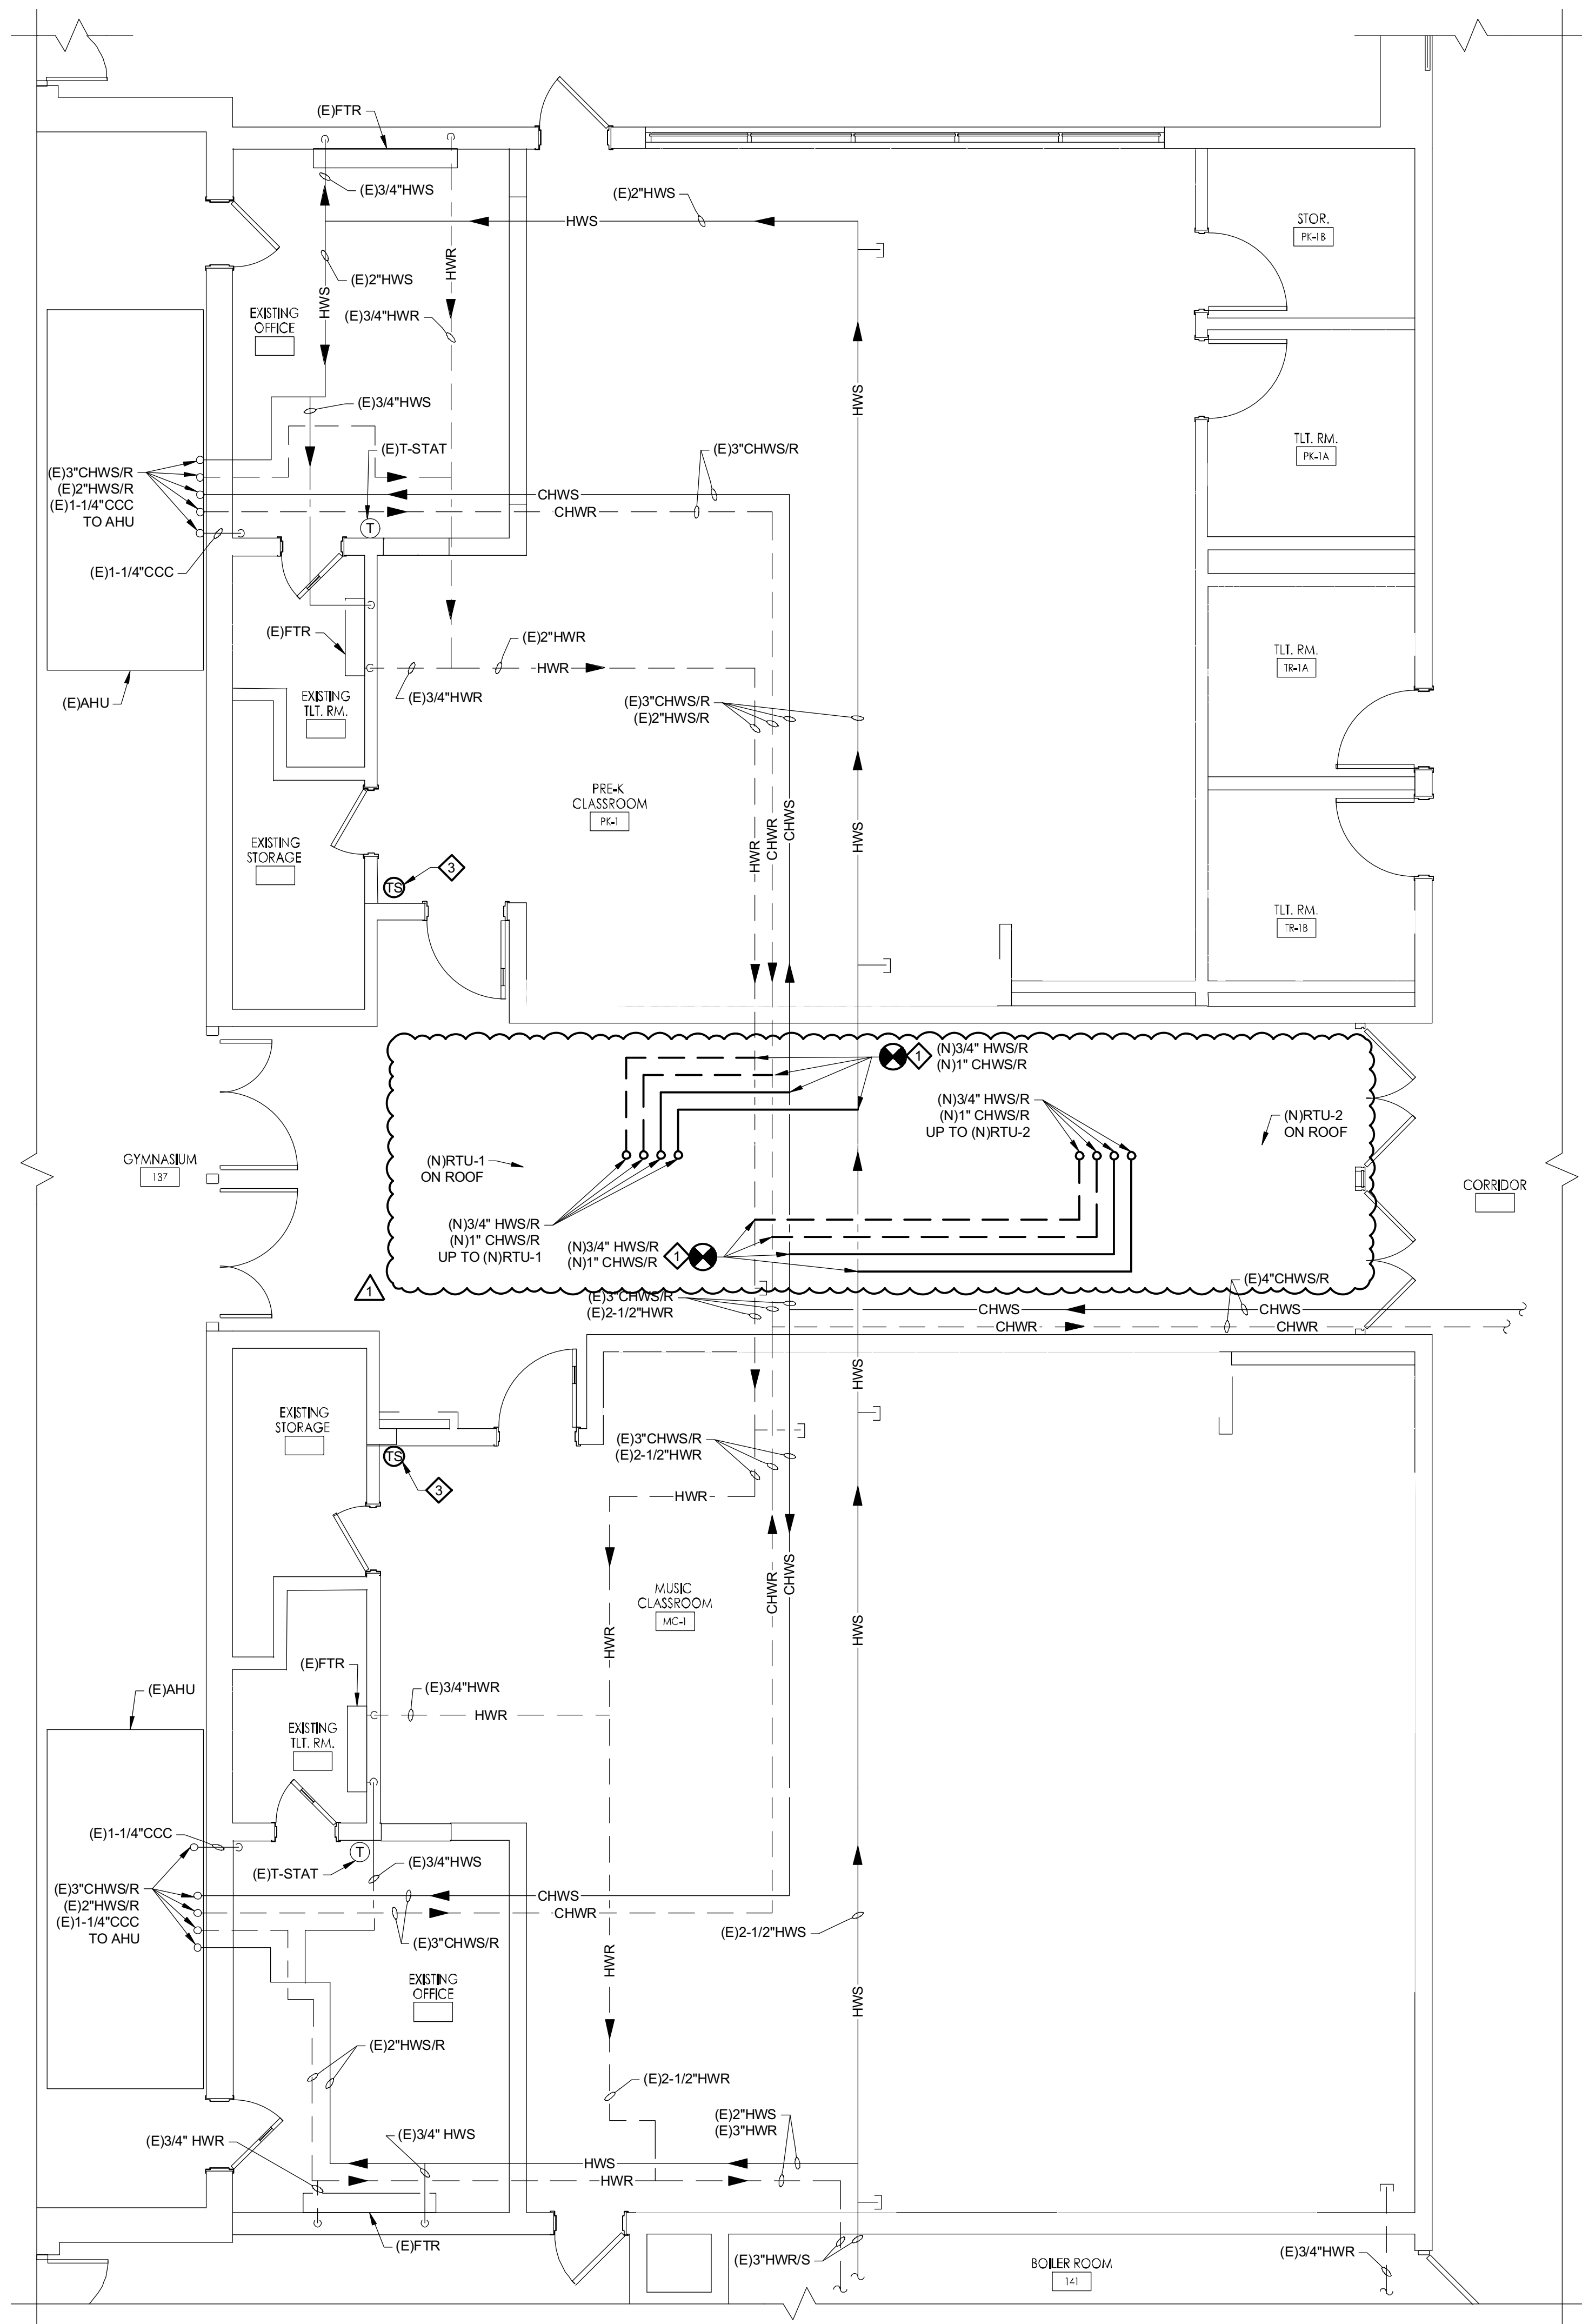 (E)FTR
(E)3/4"HWS
(E)2"HWS
HWS
HWR
STOR.
PK-1B
(E)2"HWS
HWS
EXISTING
OFFICE
(E)3/4"HWR
HWS
(E)3/4"HWS
(E)T-STAT
(E)3"CHWS/R
TLT. RM.
PK-1A
(E)3"CHWS/R
(E)2"HWS/R
(E)1-1/4"CCC
TO AHU
CHWS
CHWR
T
(E)1-1/4"CCC
(E)FTR
(E)2"HWR
HWR
TLT. RM.
TR-1A
(E)AHU
EXISTING
TLT. RM.
(E)3/4"HWR
(E)3"CHWS/R
(E)2"HWS/R
PRE-K
CLASSROOM
PK-1
HWR
CHWR
CHWS
HWS
EXISTING
STORAGE
TS
3
TLT. RM.
TR-1B
1
(N)3/4" HWS/R
(N)1" CHWS/R
(N)3/4" HWS/R
(N)1" CHWS/R
UP TO (N)RTU-2
(N)RTU-2
ON ROOF
GYMNASIUM
137
(N)RTU-1
ON ROOF
CORRIDOR
(N)3/4" HWS/R
(N)1" CHWS/R
UP TO (N)RTU-1
(N)3/4" HWS/R
(N)1" CHWS/R
1
1
(E)3"CHWS/R
(E)2-1/2"HWR
(E)4"CHWS/R
CHWS
CHWS
CHWR
CHWR
HWS
EXISTING
STORAGE
(E)3"CHWS/R
(E)2-1/2"HWR
TS
3
HWR
MUSIC
CLASSROOM
MC-1
HWR
CHWR
CHWS
HWS
(E)FTR
(E)AHU
(E)3/4"HWR
HWR
EXISTING
TLT. RM.
(E)1-1/4"CCC
T
(E)T-STAT
(E)3/4"HWS
(E)3"CHWS/R
(E)2"HWS/R
(E)1-1/4"CCC
TO AHU
CHWS
CHWR
(E)2-1/2"HWS
(E)3"CHWS/R
HWR
HWS
EXISTING
OFFICE
(E)2"HWS/R
(E)2-1/2"HWR
(E)2"HWS
(E)3"HWR
(E)3/4" HWR
(E)3/4" HWS
HWS
HWR
(E)FTR
(E)3"HWR/S
BOILER ROOM
141
(E)3/4"HWR